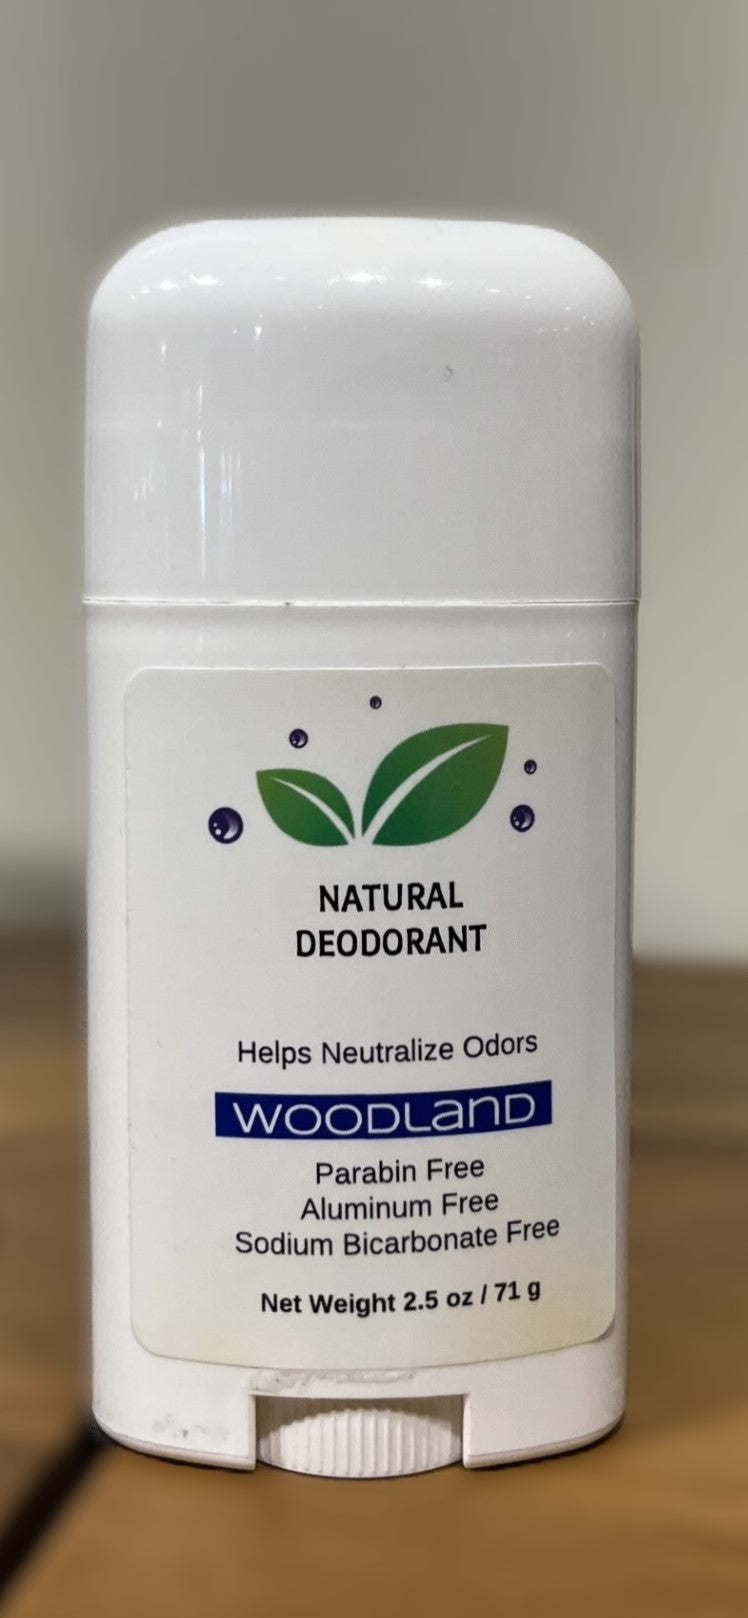 NATURAL
DEODORANT
Helps Neutralize Odors
WOODLAND
Parabin Free
Aluminum Free
Sodium Bicarbonate Free
Net Weight 2.5 oz / 71 g